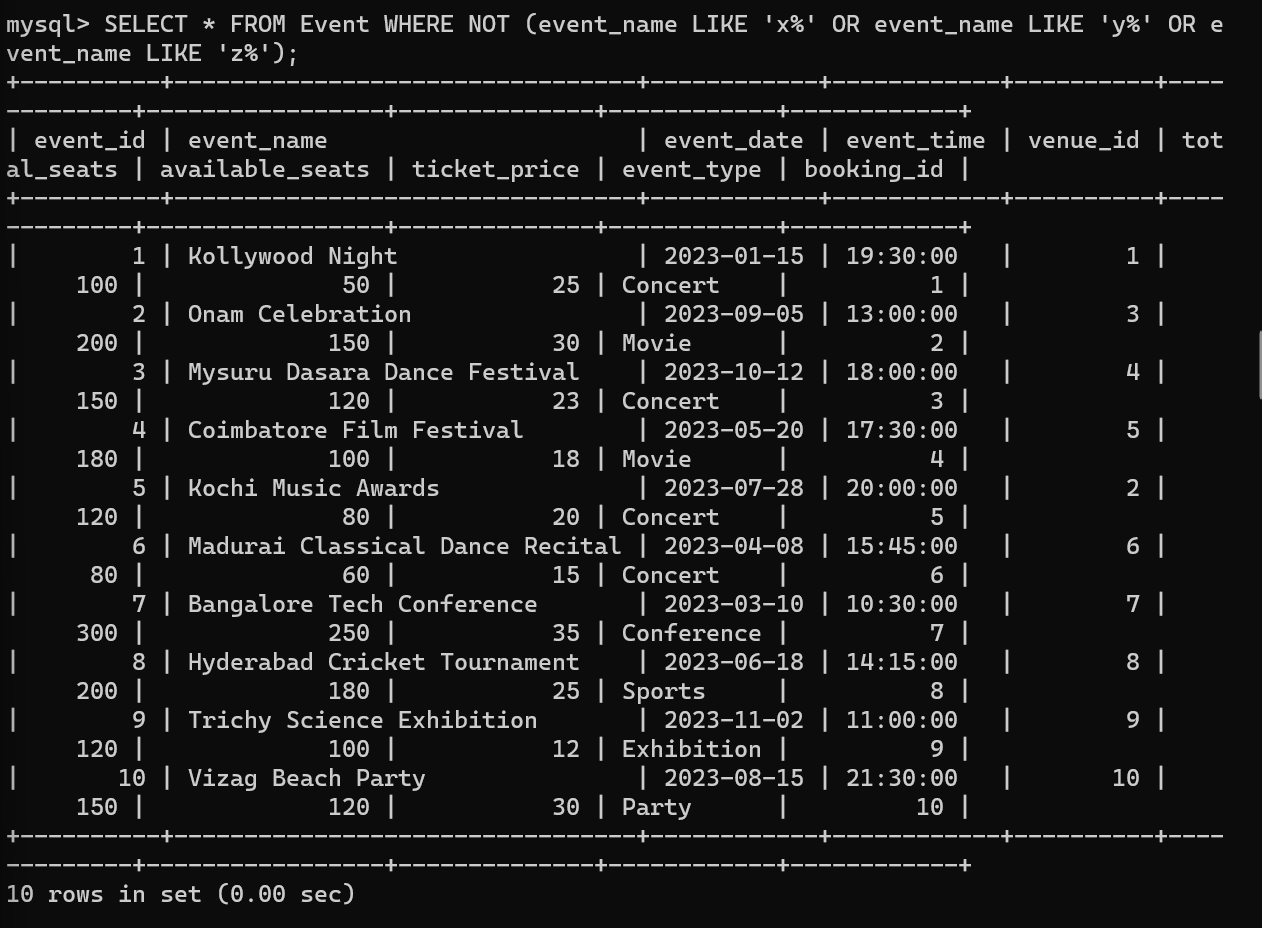 mysql> SELECT * FROM Event WHERE NOT (event_name LIKE 'x%' OR event_name LIKE 'y%' OR e
vent_name LIKE 'z%');
+----------+---------------------------------+------------+------------+----------+----
---------+-----------------+--------------+------------+------------+
| event_id | event_name                      | event_date | event_time | venue_id | tot
al_seats | available_seats | ticket_price | event_type | booking_id |
+----------+---------------------------------+------------+------------+----------+----
---------+-----------------+--------------+------------+------------+
|        1 | Kollywood Night                 | 2023-01-15 | 19:30:00   |        1 |
     100 |              50 |           25 | Concert    |          1 |
|        2 | Onam Celebration                | 2023-09-05 | 13:00:00   |        3 |
     200 |             150 |           30 | Movie      |          2 |
|        3 | Mysuru Dasara Dance Festival    | 2023-10-12 | 18:00:00   |        4 |
     150 |             120 |           23 | Concert    |          3 |
|        4 | Coimbatore Film Festival        | 2023-05-20 | 17:30:00   |        5 |
     180 |             100 |           18 | Movie      |          4 |
|        5 | Kochi Music Awards              | 2023-07-28 | 20:00:00   |        2 |
     120 |              80 |           20 | Concert    |          5 |
|        6 | Madurai Classical Dance Recital | 2023-04-08 | 15:45:00   |        6 |
      80 |              60 |           15 | Concert    |          6 |
|        7 | Bangalore Tech Conference       | 2023-03-10 | 10:30:00   |        7 |
     300 |             250 |           35 | Conference |          7 |
|        8 | Hyderabad Cricket Tournament    | 2023-06-18 | 14:15:00   |        8 |
     200 |             180 |           25 | Sports     |          8 |
|        9 | Trichy Science Exhibition       | 2023-11-02 | 11:00:00   |        9 |
     120 |             100 |           12 | Exhibition |          9 |
|       10 | Vizag Beach Party               | 2023-08-15 | 21:30:00   |       10 |
     150 |             120 |           30 | Party      |         10 |
+----------+---------------------------------+------------+------------+----------+----
---------+-----------------+--------------+------------+------------+
10 rows in set (0.00 sec)